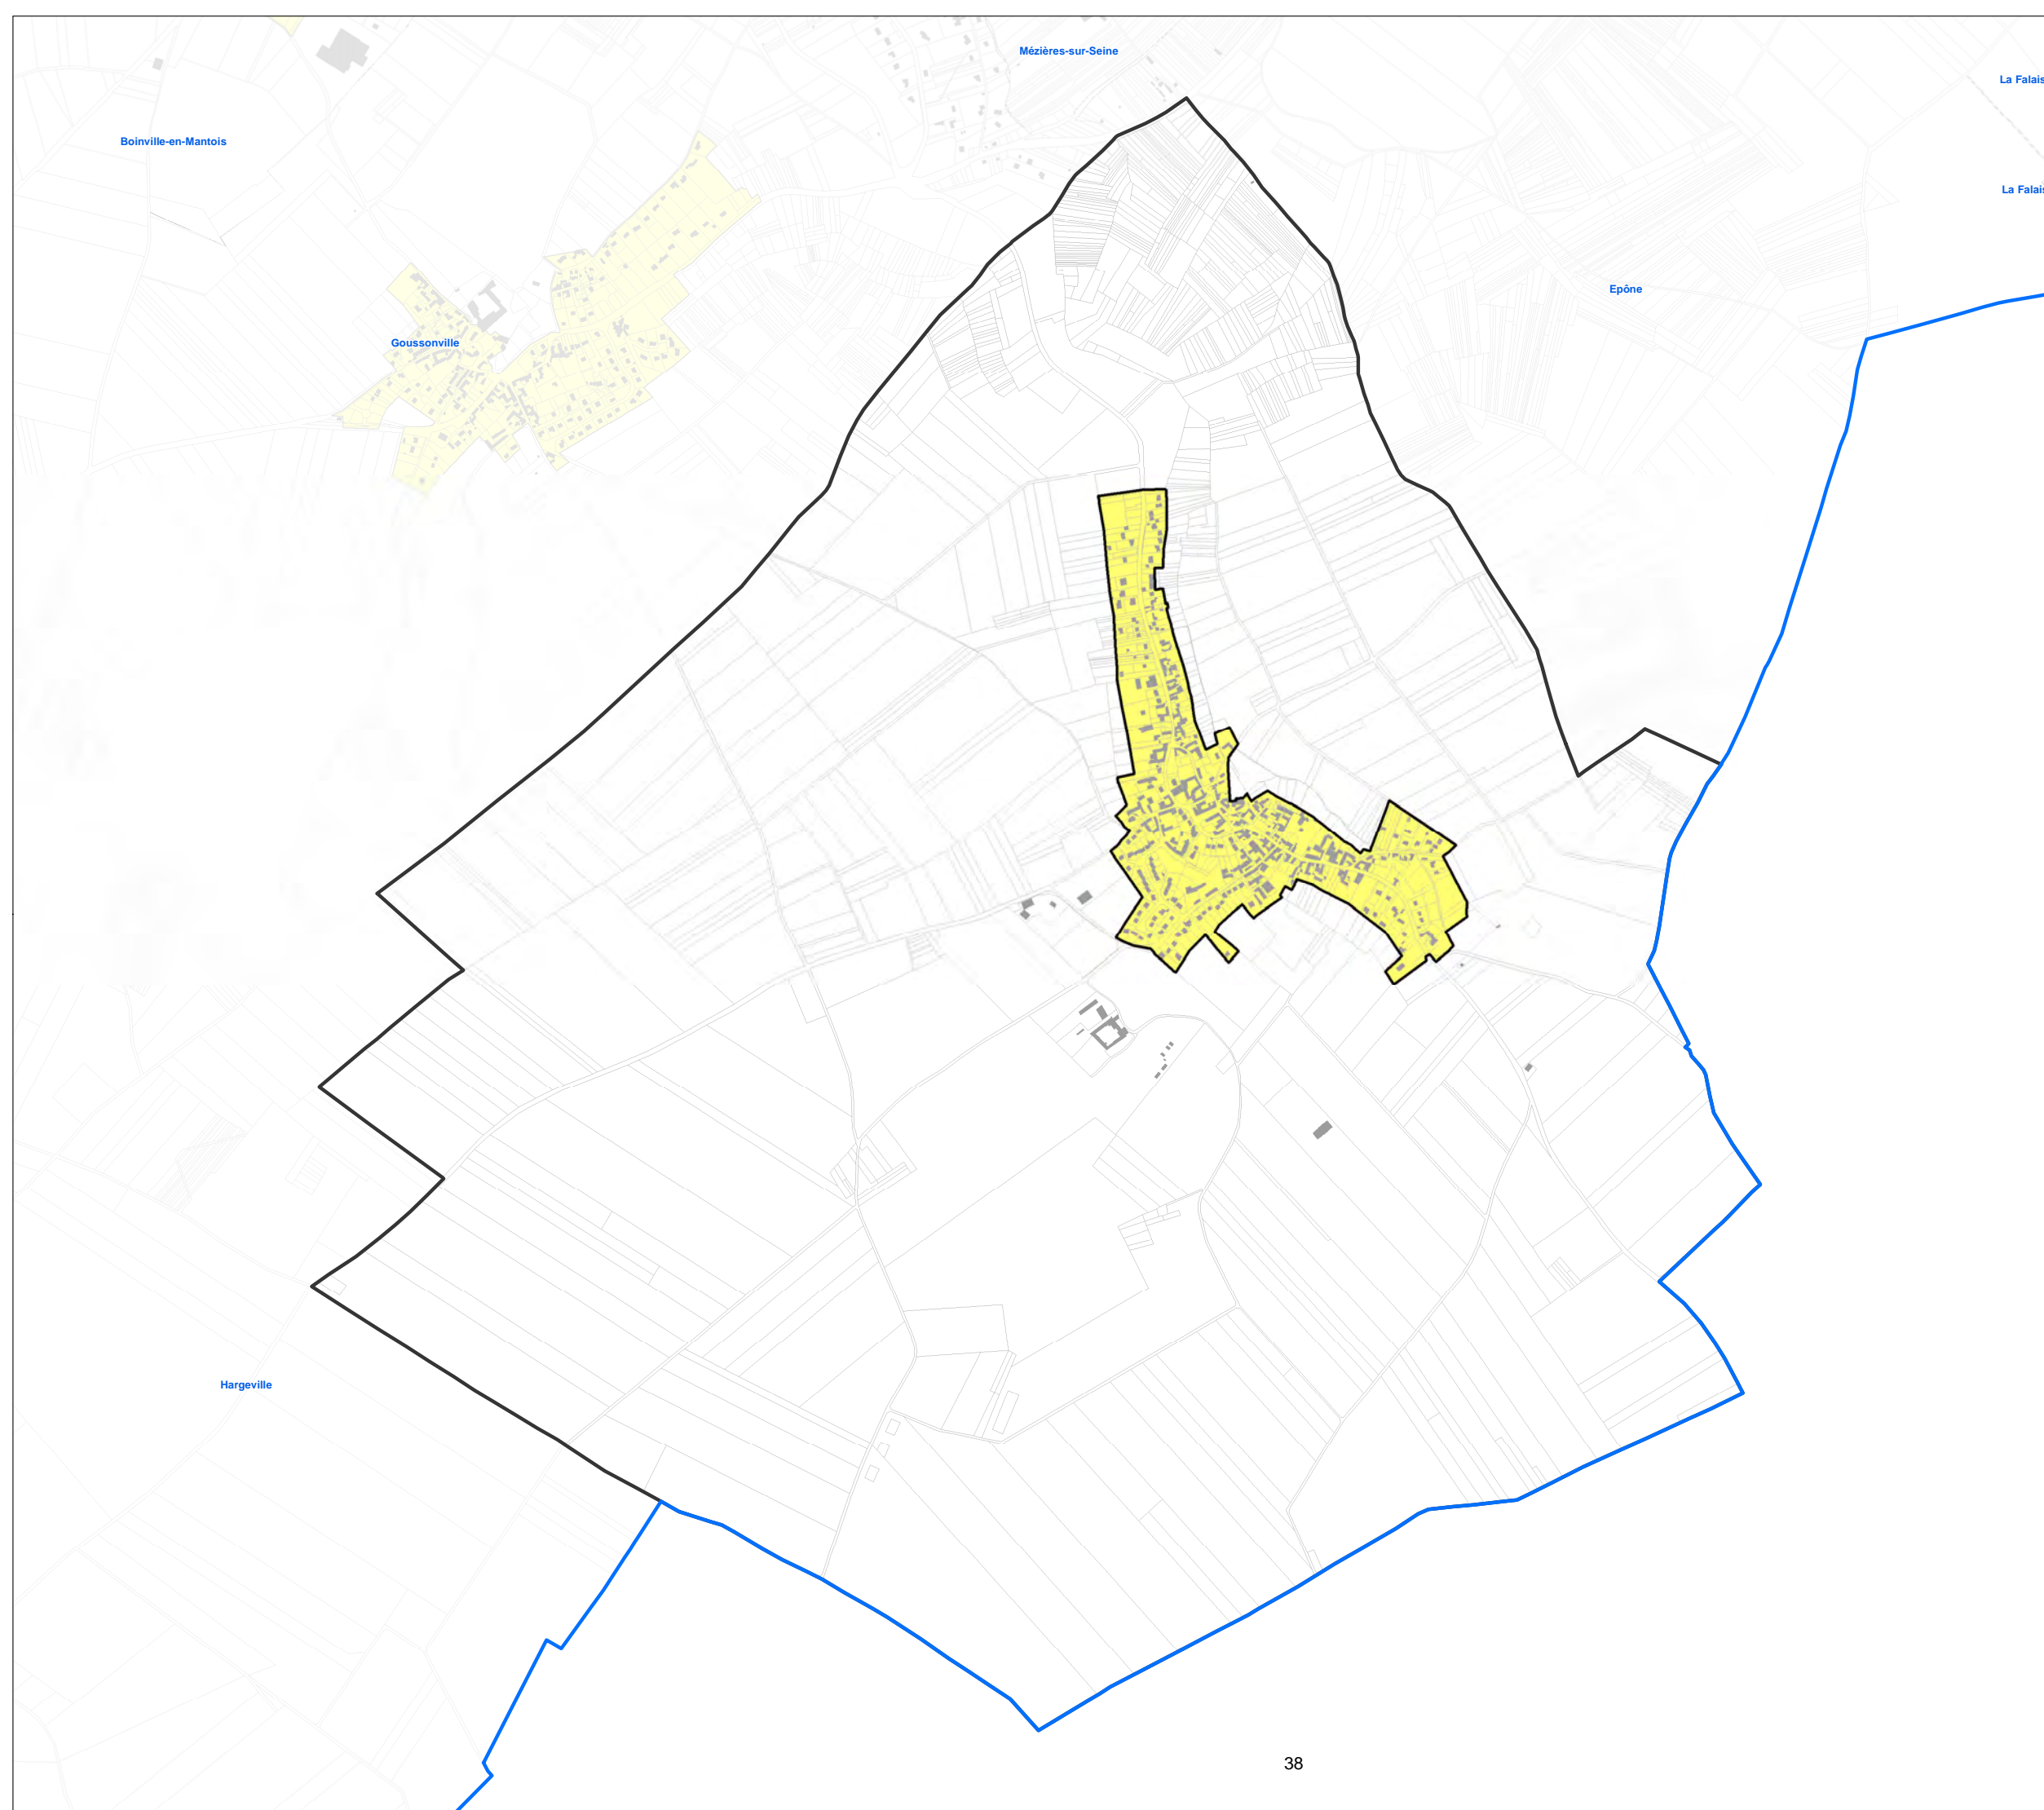 Mézières-sur-Seine
La Falais
Boinville-en-Mantois
La Falais
Epône
Goussonville
Hargeville
38